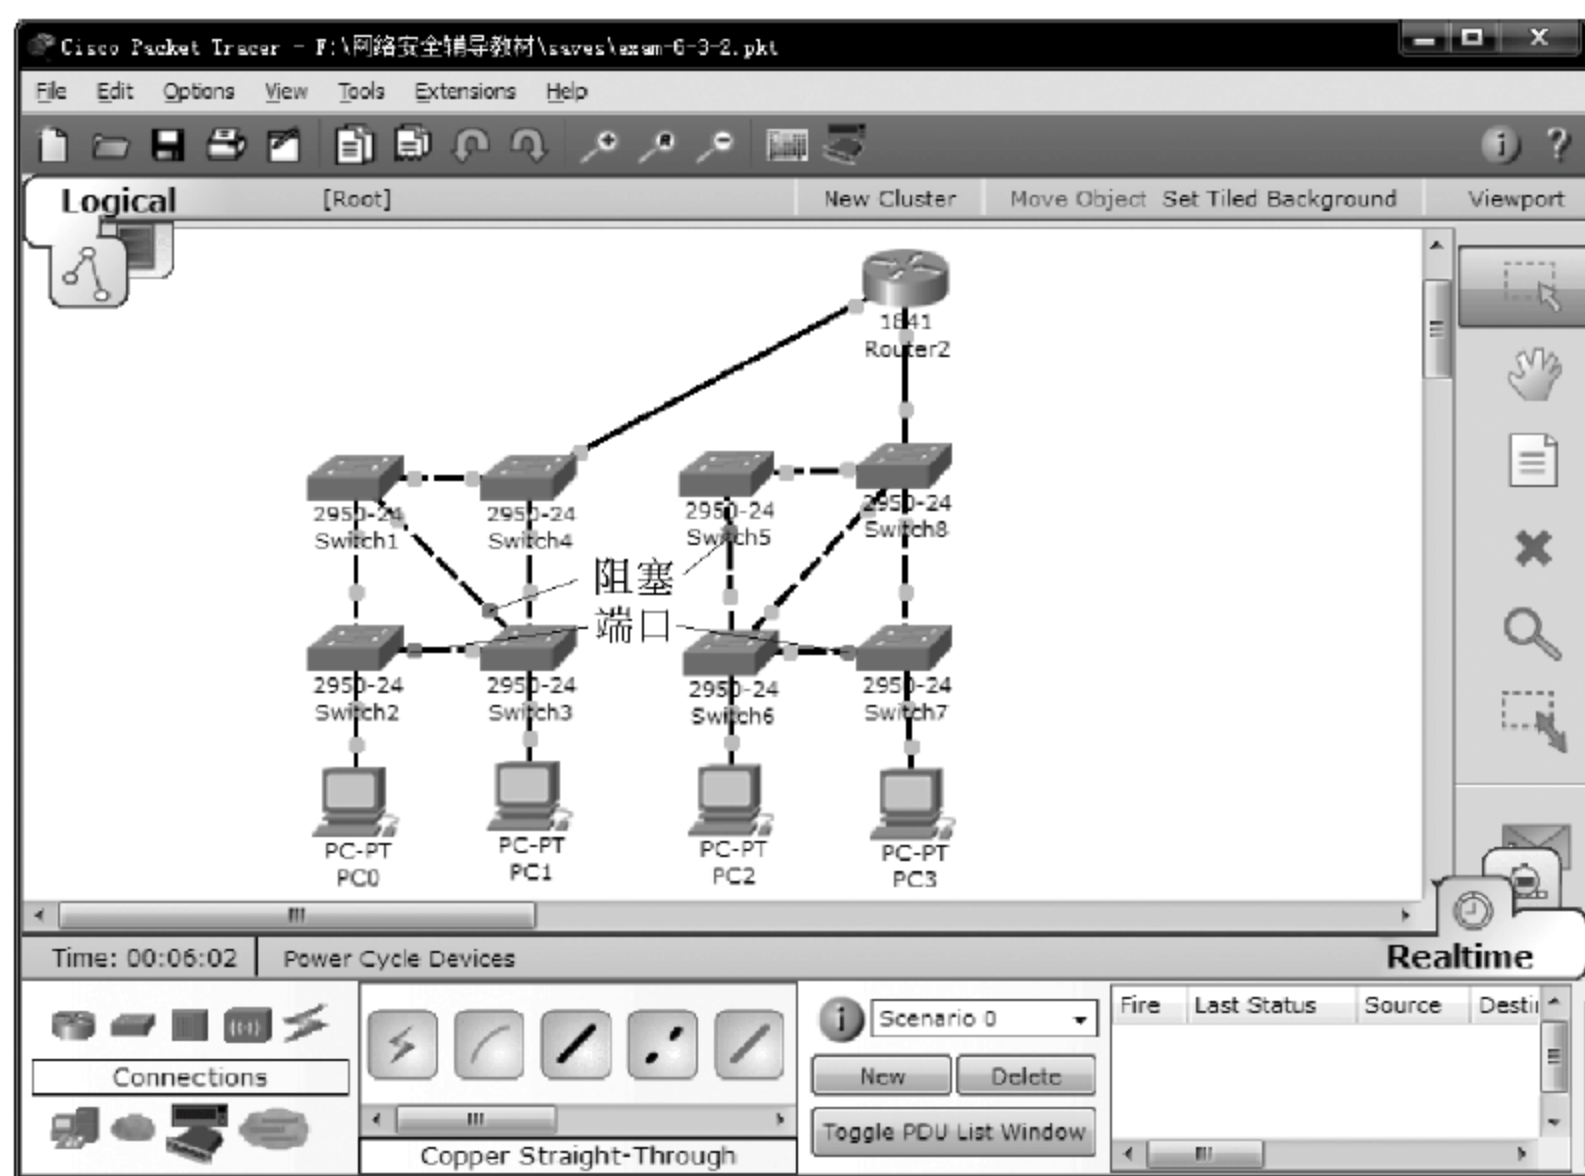 Cisco Packet Tracer - F:\网络安全辅导教材\saves\exam-6-3-2.pkt
File Edit Options View Tools Extensions Help
Logical [Root] New Cluster Move Object Set Tiled Background Viewport
1841
Router2
2950-24
Switch1
2950-24
Switch4
2950-24
Switch5
2950-24
Switch8
阻塞
端口
2950-24
Switch2
2950-24
Switch3
2950-24
Switch6
2950-24
Switch7
PC-PT
PC0
PC-PT
PC1
PC-PT
PC2
PC-PT
PC3
Time: 00:06:02 Power Cycle Devices Realtime
Connections
Copper Straight-Through
Scenario 0
New Delete
Toggle PDU List Window
Fire Last Status Source Destin